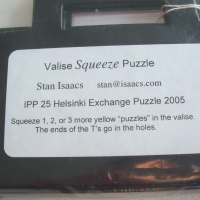 Valise Squeeze Puzzle
Stan Isaacs stan@isaacs.com
IPP 25 Helsinki Exchange Puzzle 2005
Squeeze 1, 2, or 3 more yellow "puzzles" in the valise.
The ends of the T's go in the holes.